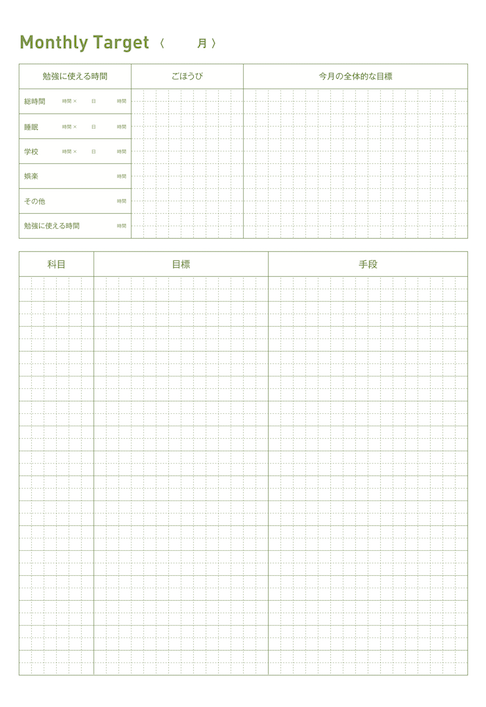 Monthly Target 〈 月 〉
勉強に使える時間 ごほうび 今月の全体的な目標
総時間 時間 × 日 時間
睡眠 時間 × 日 時間
学校 時間 × 日 時間
娯楽 時間
その他 時間
勉強に使える時間 時間
科目 目標 手段